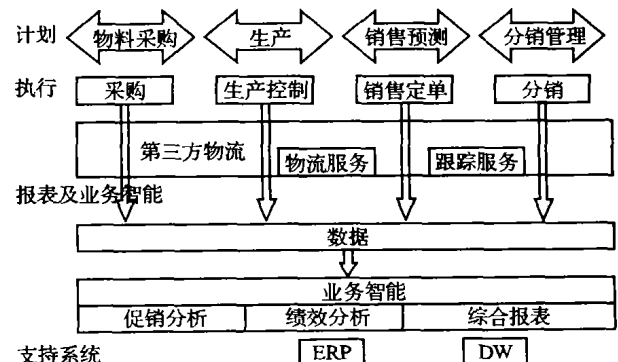 计划 物料采购 生产 销售预测 分销管理
执行 采购 生产控制 销售定单 分销
第三方物流 物流服务 跟踪服务
报表及业务智能
数据
业务智能
促销分析 绩效分析 综合报表
支持系统 ERP DW